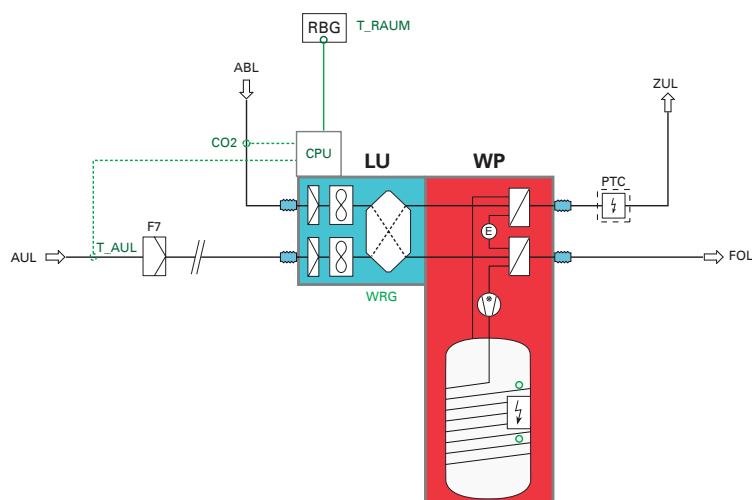 RBG
T_RAUM
ABL
ZUL
CO2
CPU
LU
WP
PTC
F7
T_AUL
AUL
E
FOL
WRG